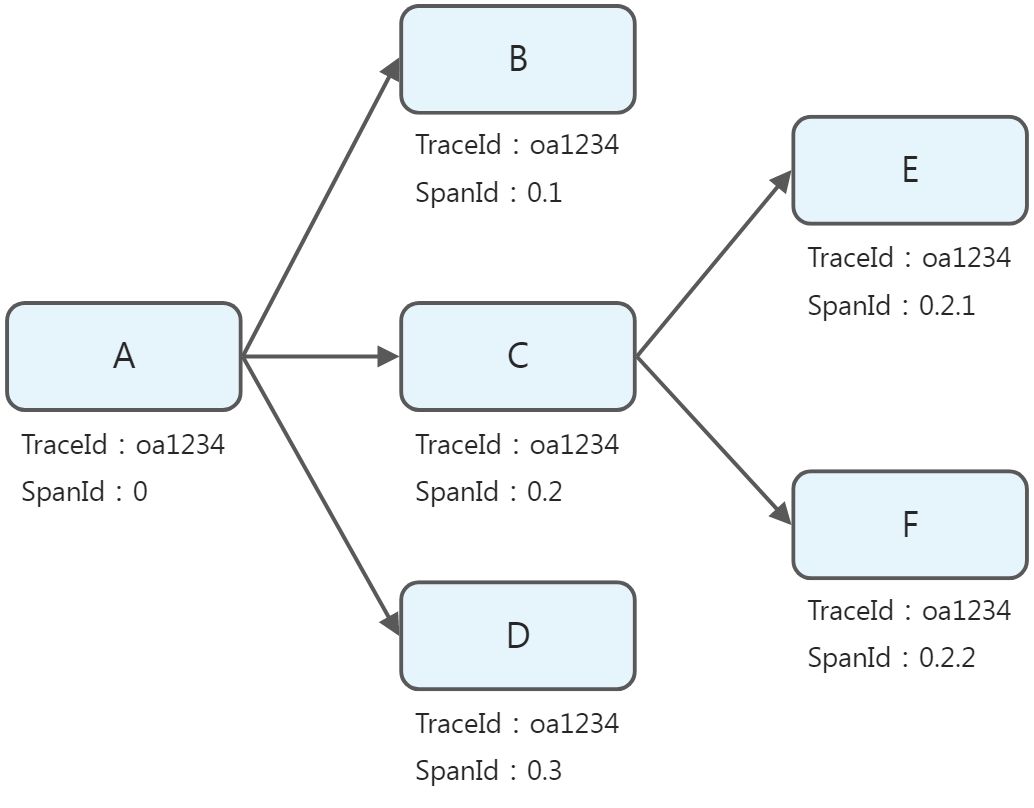 B
TraceId：oa1234
SpanId：0.1
E
TraceId：oa1234
SpanId：0.2.1
A
TraceId：oa1234
SpanId：0
C
TraceId：oa1234
SpanId：0.2
F
TraceId：oa1234
SpanId：0.2.2
D
TraceId：oa1234
SpanId：0.3